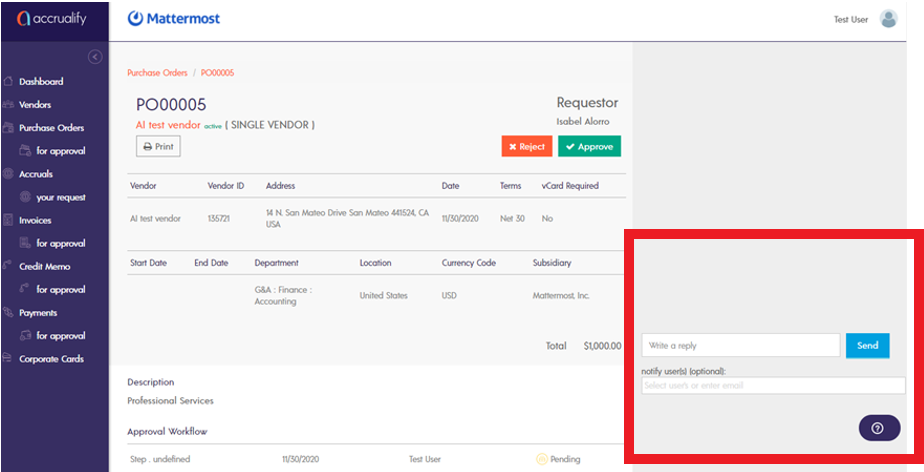 accrualify
Mattermost
Test User
Dashboard
Vendors
Purchase Orders
for approval
Accruals
your request
Invoices
for approval
Credit Memo
for approval
Payments
for approval
Corporate Cards
Purchase Orders / PO00005
PO00005
AI test vendor active ( SINGLE VENDOR )
Print
Requestor
Isabel Alorro
Reject
Approve
Vendor Vendor ID Address Date Terms vCard Required
AI test vendor 135721 14 N. San Mateo Drive San Mateo 441524, CA 11/30/2020 Net 30 No
USA
Start Date End Date Department Location Currency Code Subsidiary
G&A : Finance : United States USD Mattermost, Inc.
Accounting
Total $1,000.00
Description
Professional Services
Approval Workflow
Step . undefined 11/30/2020 Test User Pending
Write a reply
Send
notify user(s) (optional):
Select user/s or enter email